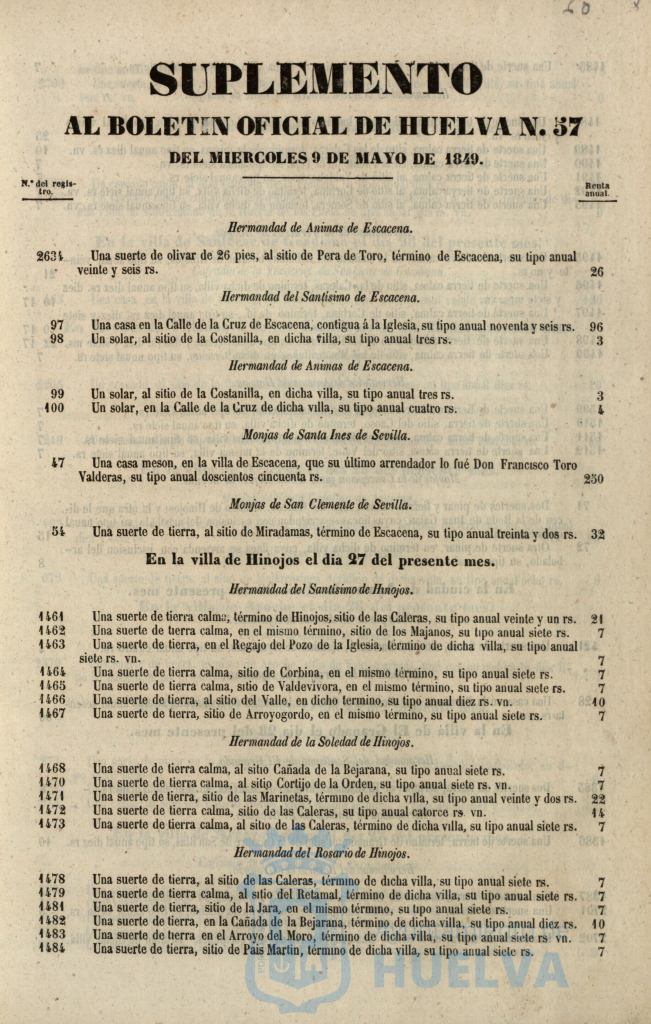 SUPLEMENTO
AL BOLETIN OFICIAL DE HUELVA N. 57
DEL MIERCOLES 9 DE MAYO DE 1849.
N.º del regis-
tro.
Renta
anual.
Hermandad de Animas de Escacena.
2634 Una suerte de olivar de 26 pies, al sitio de Pera de Toro, término de Escacena, su tipo anual
veinte y seis rs. 26
Hermandad del Santísimo de Escacena.
97 Una casa en la Calle de la Cruz de Escacena, contigua á la Iglesia, su tipo anual noventa y seis rs. 96
98 Un solar, al sitio de la Costanilla, en dicha villa, su tipo anual tres rs. 3
Hermandad de Animas de Escacena.
99 Un solar, al sitio de la Costanilla, en dicha villa, su tipo anual tres rs. 3
100 Un solar, en la Calle de la Cruz de dicha villa, su tipo anual cuatro rs. 4
Monjas de Santa Ines de Sevilla.
47 Una casa meson, en la villa de Escacena, que su último arrendador lo fué Don Francisco Toro
Valderas, su tipo anual doscientos cincuenta rs. 250
Monjas de San Clemente de Sevilla.
54 Una suerte de tierra, al sitio de Miradamas, término de Escacena, su tipo anual treinta y dos rs. 32
En la villa de Hinojos el dia 27 del presente mes.
Hermandad del Santísimo de Hinojos.
1461 Una suerte de tierra calma, término de Hinojos, sitio de las Caleras, su tipo anual veinte y un rs. 21
1462 Una suerte de tierra calma, en el mismo término, sitio de los Majanos, su tipo anual siete rs. 7
1463 Una suerte de tierra, en el Regajo del Pozo de la Iglesia, término de dicha villa, su tipo anual
siete rs. vn. 7
1464 Una suerte de tierra calma, sitio de Corbina, en el mismo término, su tipo anual siete rs. 7
1465 Una suerte de tierra calma, sitio de Valdevivora, en el mismo término, su tipo anual siete rs. 7
1466 Una suerte de tierra, al sitio del Valle, en dicho termino, su tipo anual diez rs. vn. 10
1467 Una suerte de tierra, sitio de Arroyogordo, en el mismo término, su tipo anual siete rs. 7
Hermandad de la Soledad de Hinojos.
1468 Una suerte de tierra calma, al sitio Cañada de la Bejarana, su tipo anual siete rs. 7
1470 Una suerte de tierra calma, al sitio Cortijo de la Orden, su tipo anual siete rs. vn. 7
1471 Una suerte de tierra, sitio de las Marinetas, término de dicha villa, su tipo anual veinte y dos rs. 22
1472 Una suerte de tierra calma, sitio de las Caleras, su tipo anual catorce rs. vn. 14
1473 Una suerte de tierra calma, al sitio de las Caleras, término de dicha villa, su tipo anual siete rs. 7
Hermandad del Rosario de Hinojos.
1478 Una suerte de tierra, al sitio de las Caleras, término de dicha villa, su tipo anual siete rs. 7
1479 Una suerte de tierra calma, al sitio del Retamal, término de dicha villa, su tipo anual siete rs. 7
1481 Una suerte de tierra, sitio de la Jara, en el mismo término, su tipo anual siete rs. 7
1482 Una suerte de tierra, en la Cañada de la Bejarana, término de dicha villa, su tipo anual diez rs. 10
1483 Una suerte de tierra en el Arroyo del Moro, término de dicha villa, su tipo anual siete rs vn. 7
1484 Una suerte de tierra, sitio de Pais Martin, término de dicha villa, su tipo anual siete rs. 7
HUELVA